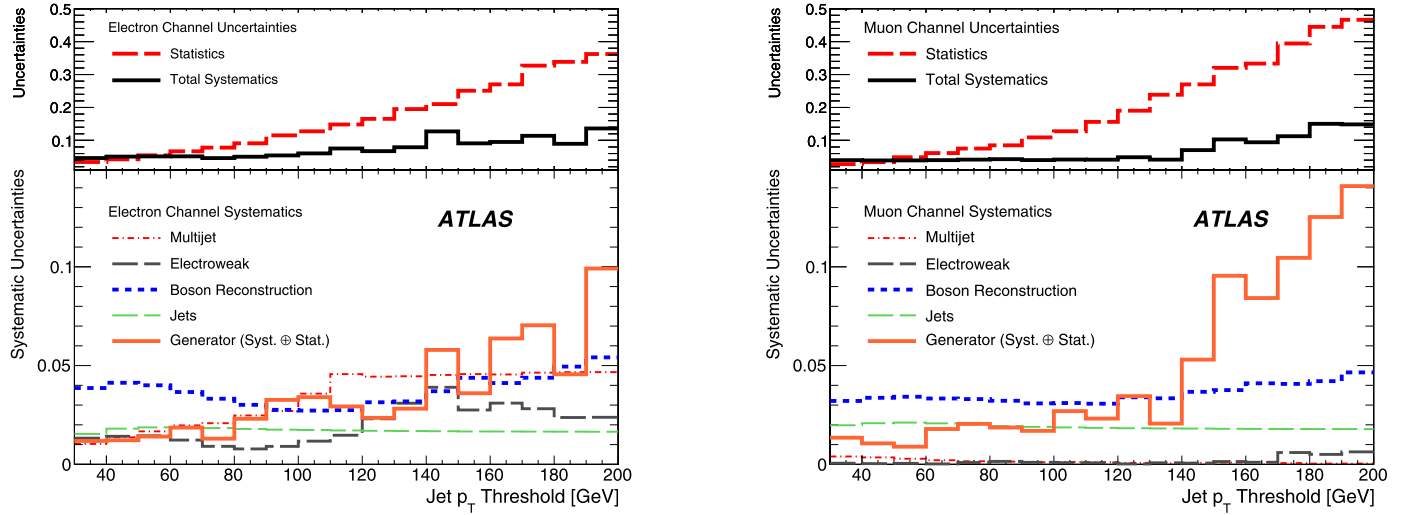 Uncertainties
0.5
0.4
0.3
0.2
0.1
Electron Channel Uncertainties
Statistics
Total Systematics
Systematic Uncertainties
0.1
0.05
0
Electron Channel Systematics
ATLAS
Multijet
Electroweak
Boson Reconstruction
Jets
Generator (Syst. ⊕ Stat.)
40 60 80 100 120 140 160 180 200
Jet pT Threshold [GeV]
Uncertainties
0.5
0.4
0.3
0.2
0.1
Muon Channel Uncertainties
Statistics
Total Systematics
Systematic Uncertainties
0.1
0.05
0
Muon Channel Systematics
ATLAS
Multijet
Electroweak
Boson Reconstruction
Jets
Generator (Syst. ⊕ Stat.)
40 60 80 100 120 140 160 180 200
Jet pT Threshold [GeV]